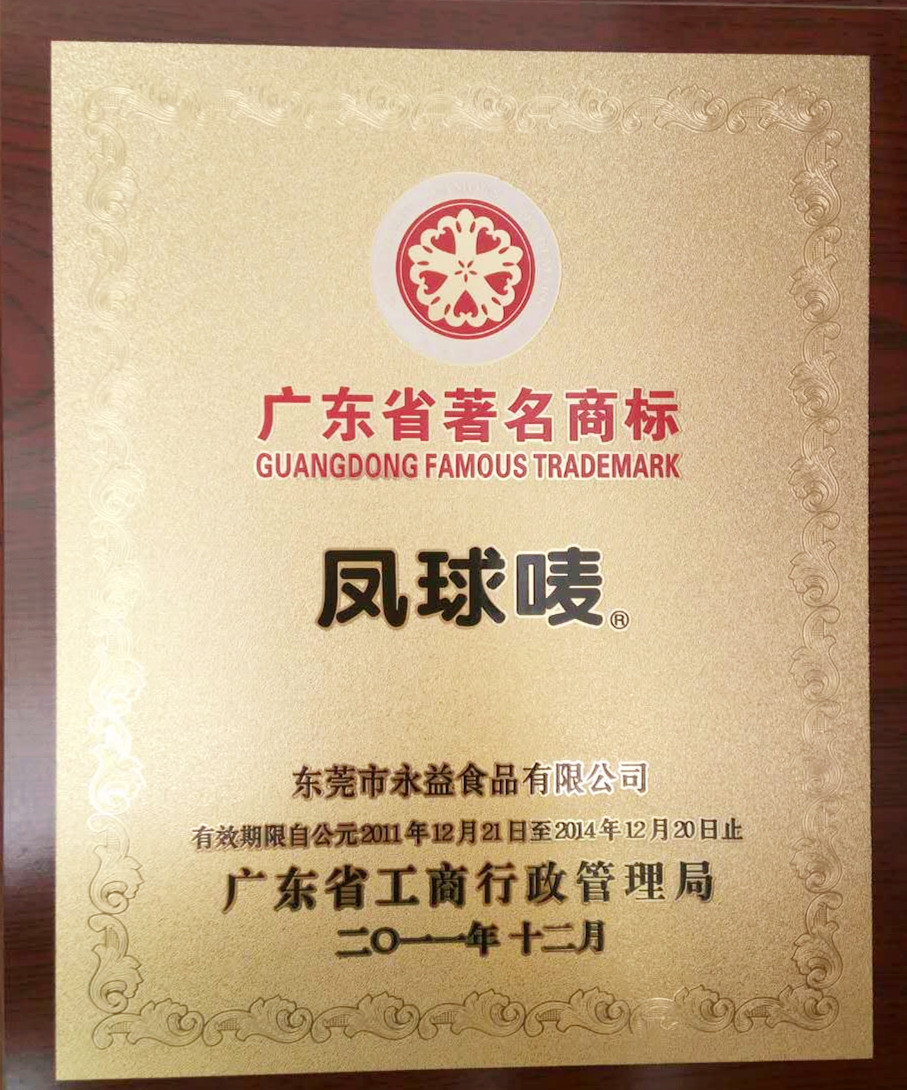 广东省著名商标
GUANGDONG FAMOUS TRADEMARK
凤球唛®
东莞市永益食品有限公司
有效期限自公元2011年12月21日至2014年12月20日止
广东省工商行政管理局
二〇一一年十二月